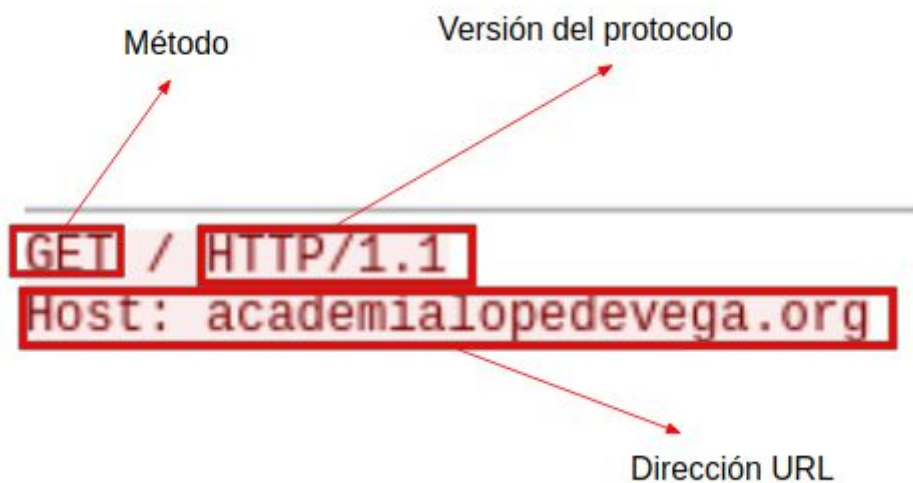 Método
Versión del protocolo
GET / HTTP/1.1
Host: academialopedevega.org
Dirección URL